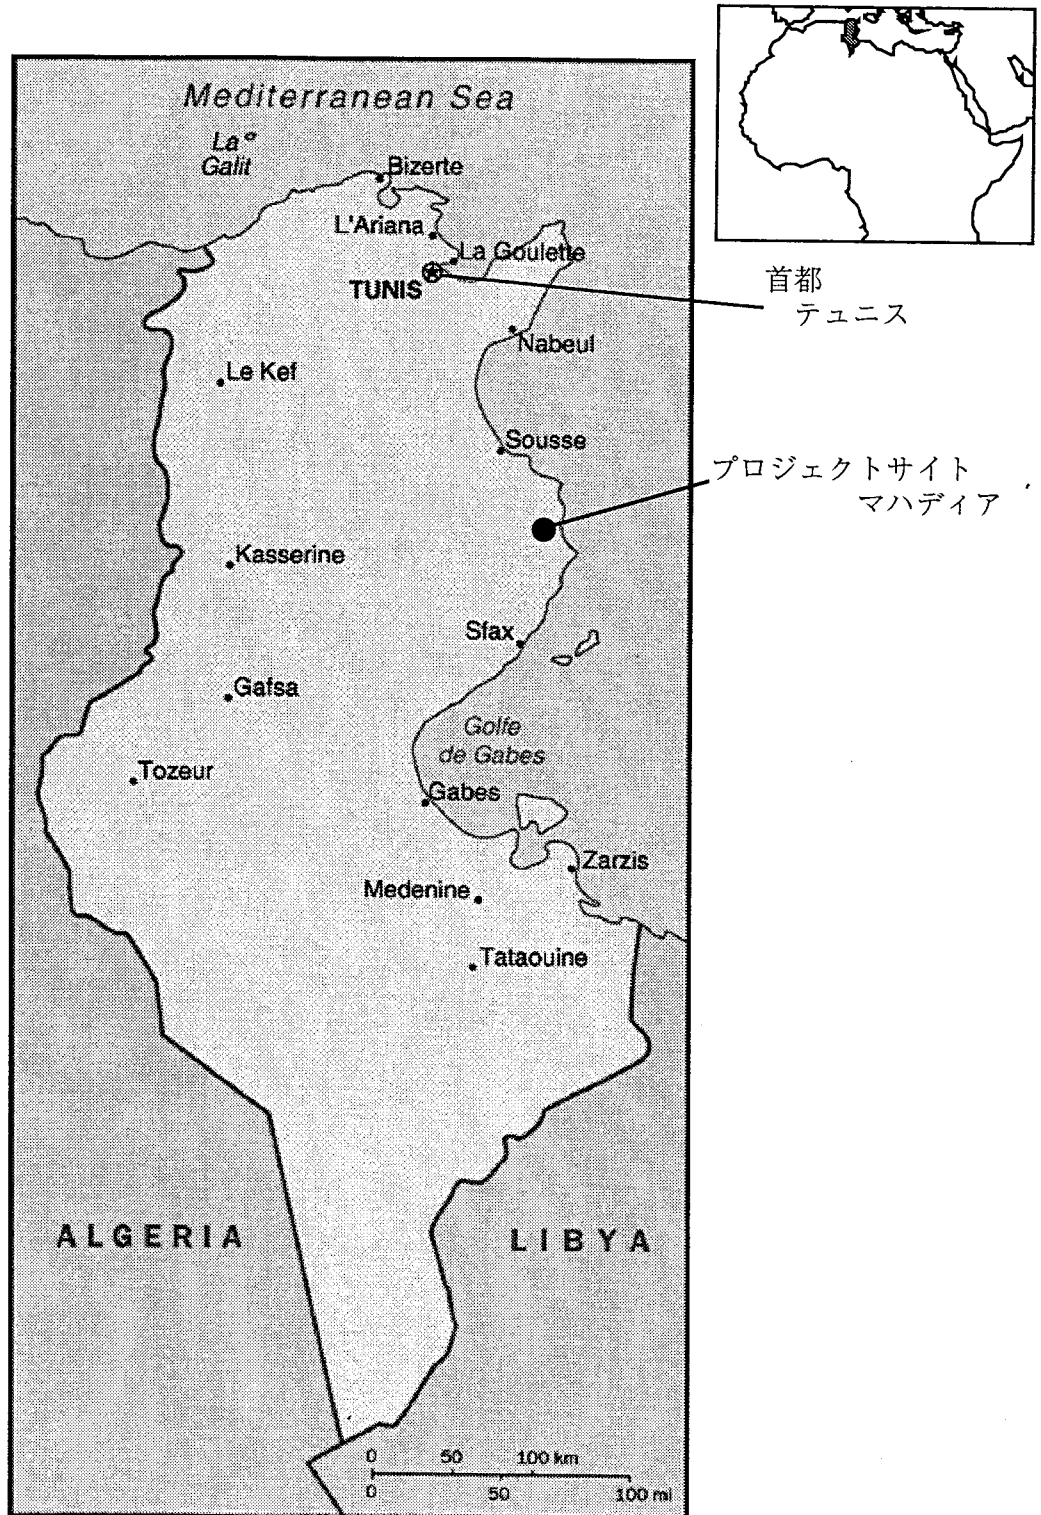 Mediterranean Sea
La
Galit
Bizerte
L'Ariana
La Goulette
TUNIS
首都
テュニス
Nabeul
Le Kef
Sousse
プロジェクトサイト
マハディア
Kasserine
Sfax
Gafsa
Golfe
de Gabes
Tozeur
Gabes
Zarzis
Medenine
Tataouine
ALGERIA
LIBYA
0 50 100 km
0 50 100 mi